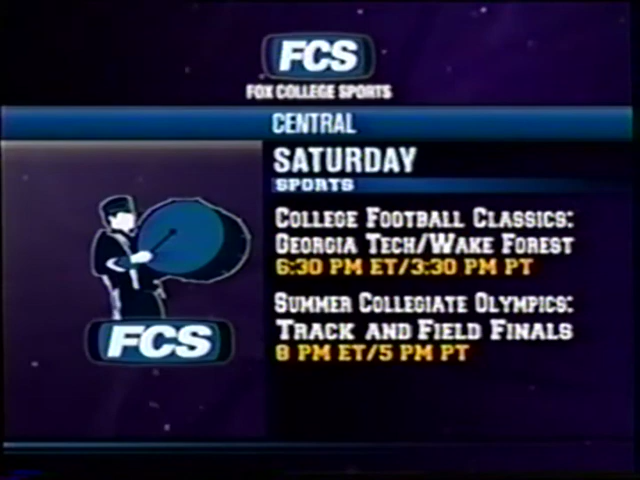 FCS
FOX COLLEGE SPORTS
CENTRAL
SATURDAY
SPORTS
COLLEGE FOOTBALL CLASSICS:
GEORGIA TECH/WAKE FOREST
6:30 PM ET/3:30 PM PT
SUMMER COLLEGIATE OLYMPICS:
TRACK AND FIELD FINALS
8 PM ET/5 PM PT
FCS